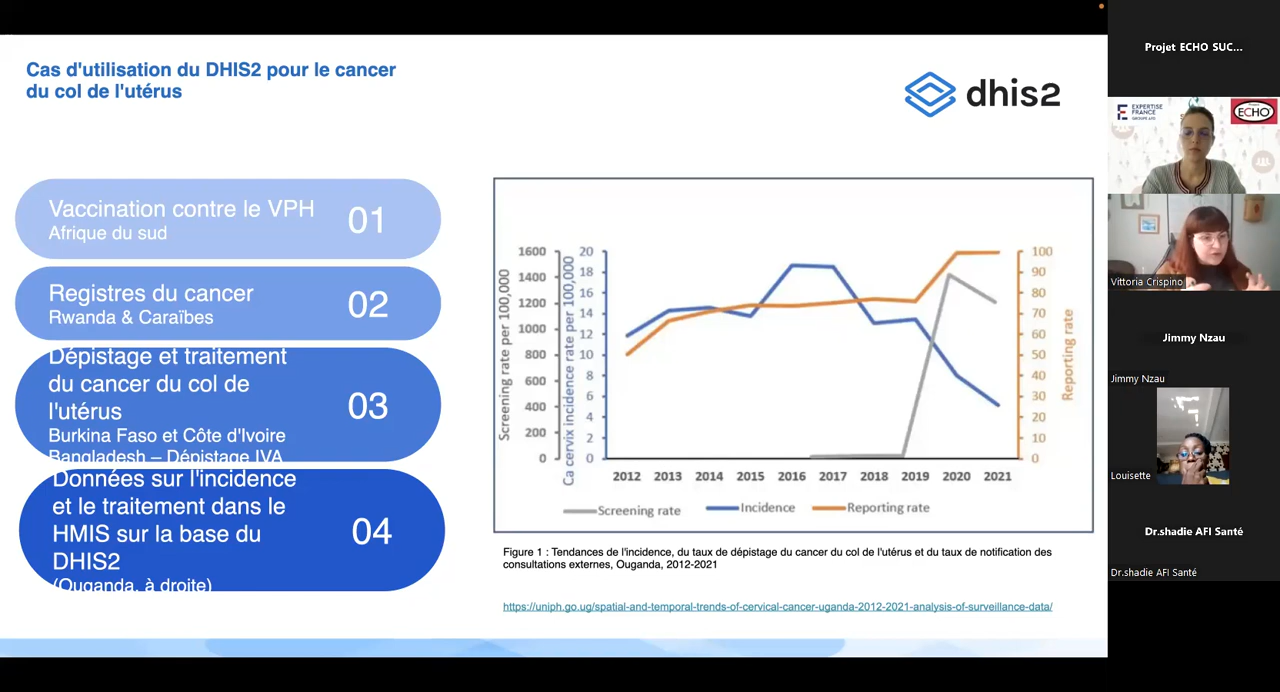 Cas d'utilisation du DHIS2 pour le cancer
du col de l'utérus
dhis2
Vaccination contre le VPH
Afrique du sud
01
Registres du cancer
Rwanda & Caraïbes
02
Dépistage et traitement
du cancer du col de
l'utérus
Burkina Faso et Côte d'Ivoire
Bangladesh – Dépistage IVA
03
Données sur l'incidence
et le traitement dans le
HMIS sur la base du
DHIS2
(Ouganda, à droite)
04
Screening rate per 100,000
1600
1400
1200
1000
800
600
400
200
0
Ca cervix incidence rate per 100,000
20
18
16
14
12
10
8
6
4
2
0
100
90
80
70
60
50
40
30
20
10
0
Reporting rate
2012 2013 2014 2015 2016 2017 2018 2019 2020 2021
Screening rate Incidence Reporting rate
Figure 1 : Tendances de l'incidence, du taux de dépistage du cancer du col de l'utérus et du taux de notification des
consultations externes, Ouganda, 2012-2021
https://uniph.go.ug/spatial-and-temporal-trends-of-cervical-cancer-uganda-2012-2021-analysis-of-surveillance-data/
Projet ECHO SUC...
EXPERTISE
FRANCE
GROUPE AFD
ECHO
Vittoria Crispino
Jimmy Nzau
Jimmy Nzau
Louisette
Dr.shadie AFI Santé
Dr.shadie AFI Santé